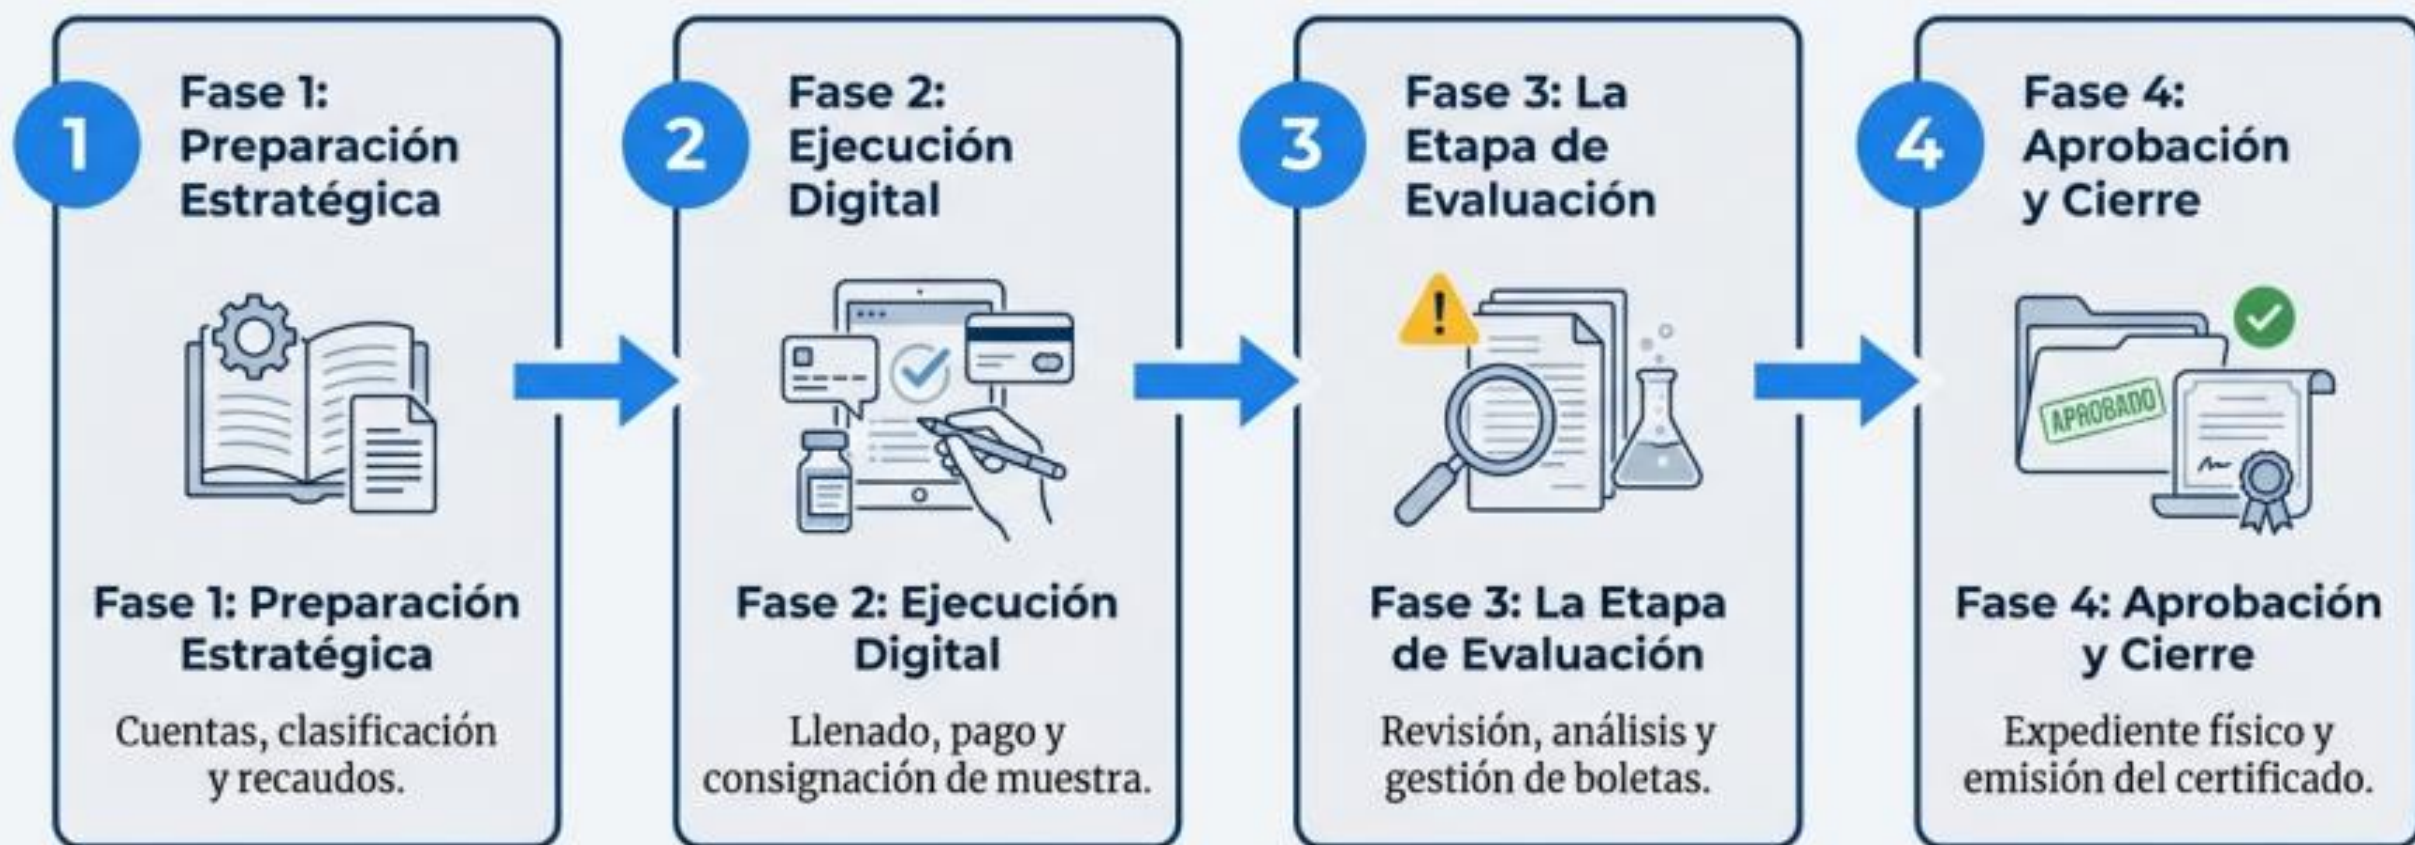 1
Fase 1:
Preparación
Estratégica
Fase 1: Preparación
Estratégica
Cuentas, clasificación
y recaudos.
2
Fase 2:
Ejecución
Digital
Fase 2: Ejecución
Digital
Llenado, pago y
consignación de muestra.
3
Fase 3: La
Etapa de
Evaluación
!
Fase 3: La Etapa
de Evaluación
Revisión, análisis y
gestión de boletas.
4
Fase 4:
Aprobación
y Cierre
APROBADO
Fase 4: Aprobación
y Cierre
Expediente físico y
emisión del certificado.